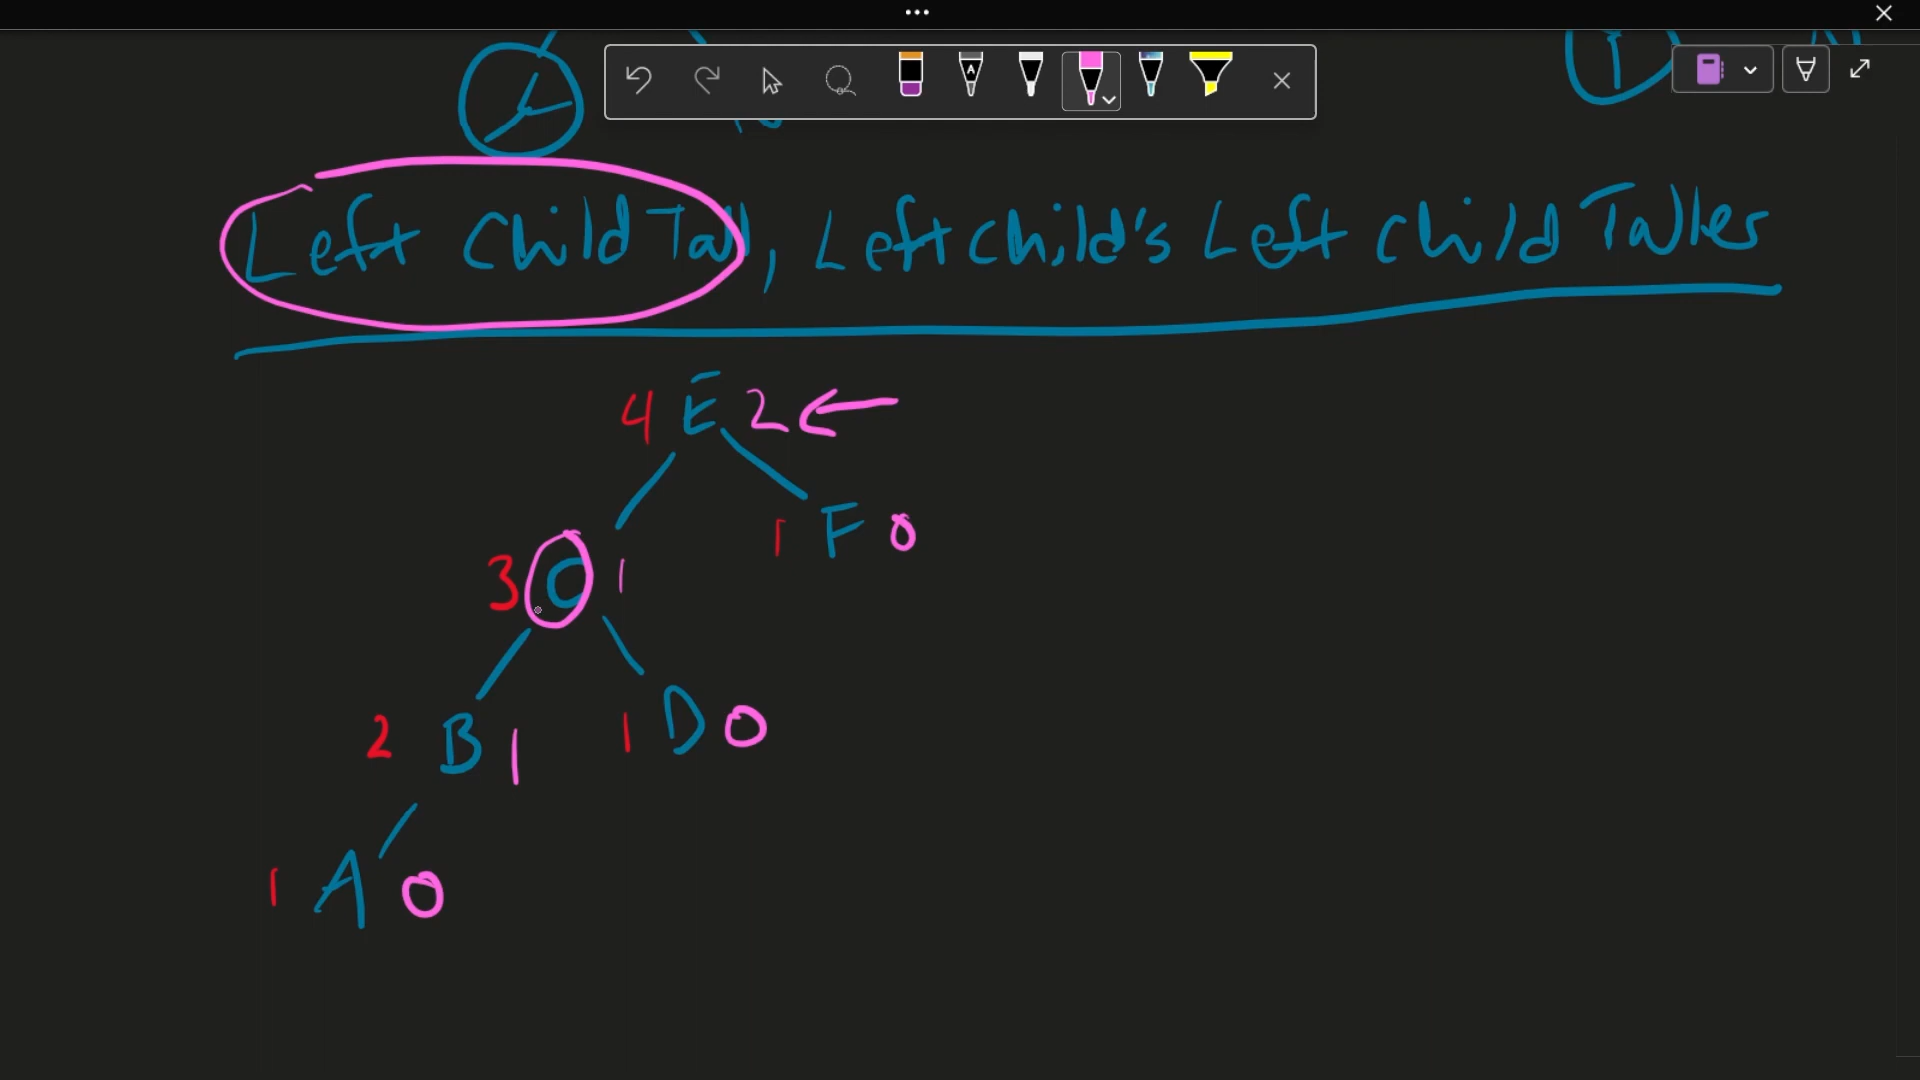 Left Child Tall, Left Child's Left Child Taller
4 E 2
1 F 0
3 C 1
2 B 1 1 D 0
1 A 0